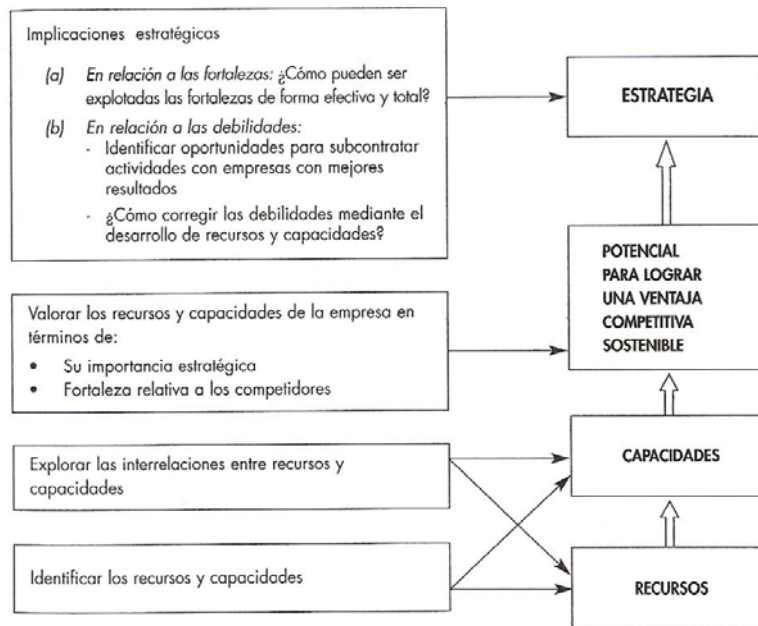 Implicaciones estratégicas
(a) En relación a las fortalezas: ¿Cómo pueden ser
explotadas las fortalezas de forma efectiva y total?
(b) En relación a las debilidades:
- Identificar oportunidades para subcontratar
actividades con empresas con mejores
resultados
- ¿Cómo corregir las debilidades mediante el
desarrollo de recursos y capacidades?
ESTRATEGIA
POTENCIAL
PARA LOGRAR
UNA VENTAJA
COMPETITIVA
SOSTENIBLE
Valorar los recursos y capacidades de la empresa en
términos de:
• Su importancia estratégica
• Fortaleza relativa a los competidores
Explorar las interrelaciones entre recursos y
capacidades
CAPACIDADES
Identificar los recursos y capacidades
RECURSOS